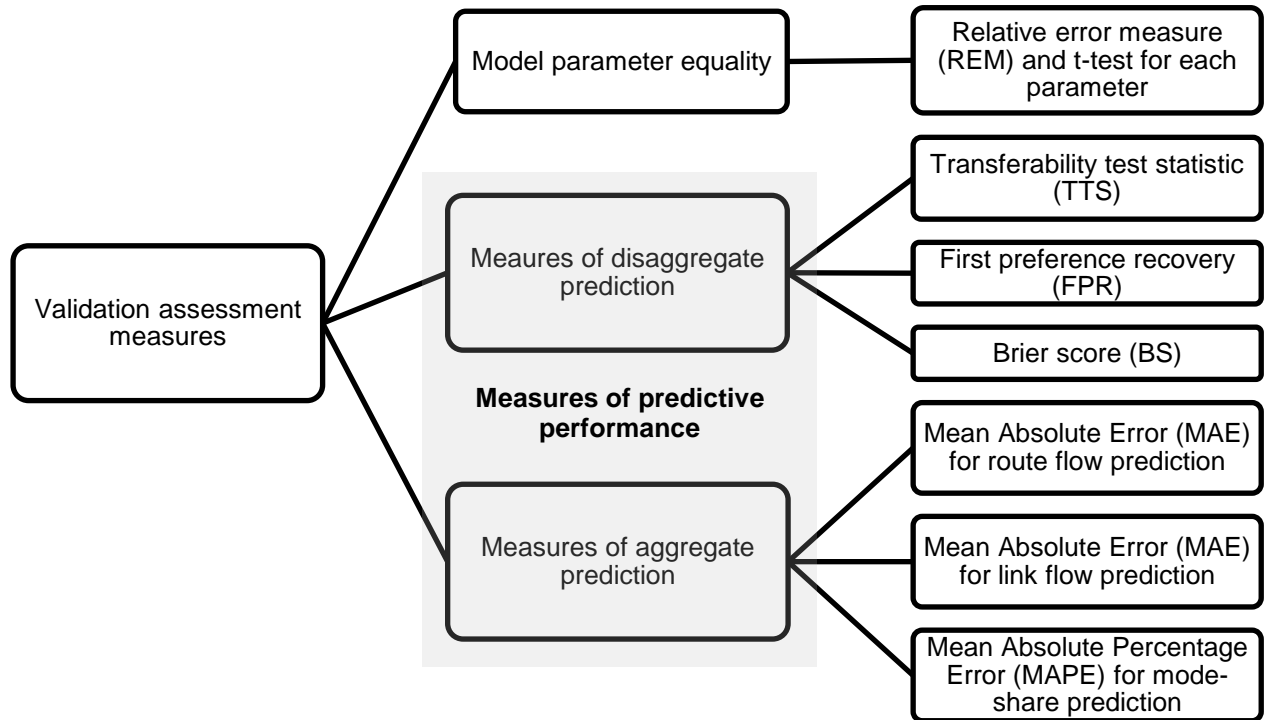 Validation assessment
measures
Model parameter equality
Relative error measure
(REM) and t-test for each
parameter
Meaures of disaggregate
prediction
Transferability test statistic
(TTS)
First preference recovery
(FPR)
Brier score (BS)
Measures of predictive
performance
Measures of aggregate
prediction
Mean Absolute Error (MAE)
for route flow prediction
Mean Absolute Error (MAE)
for link flow prediction
Mean Absolute Percentage
Error (MAPE) for mode-
share prediction